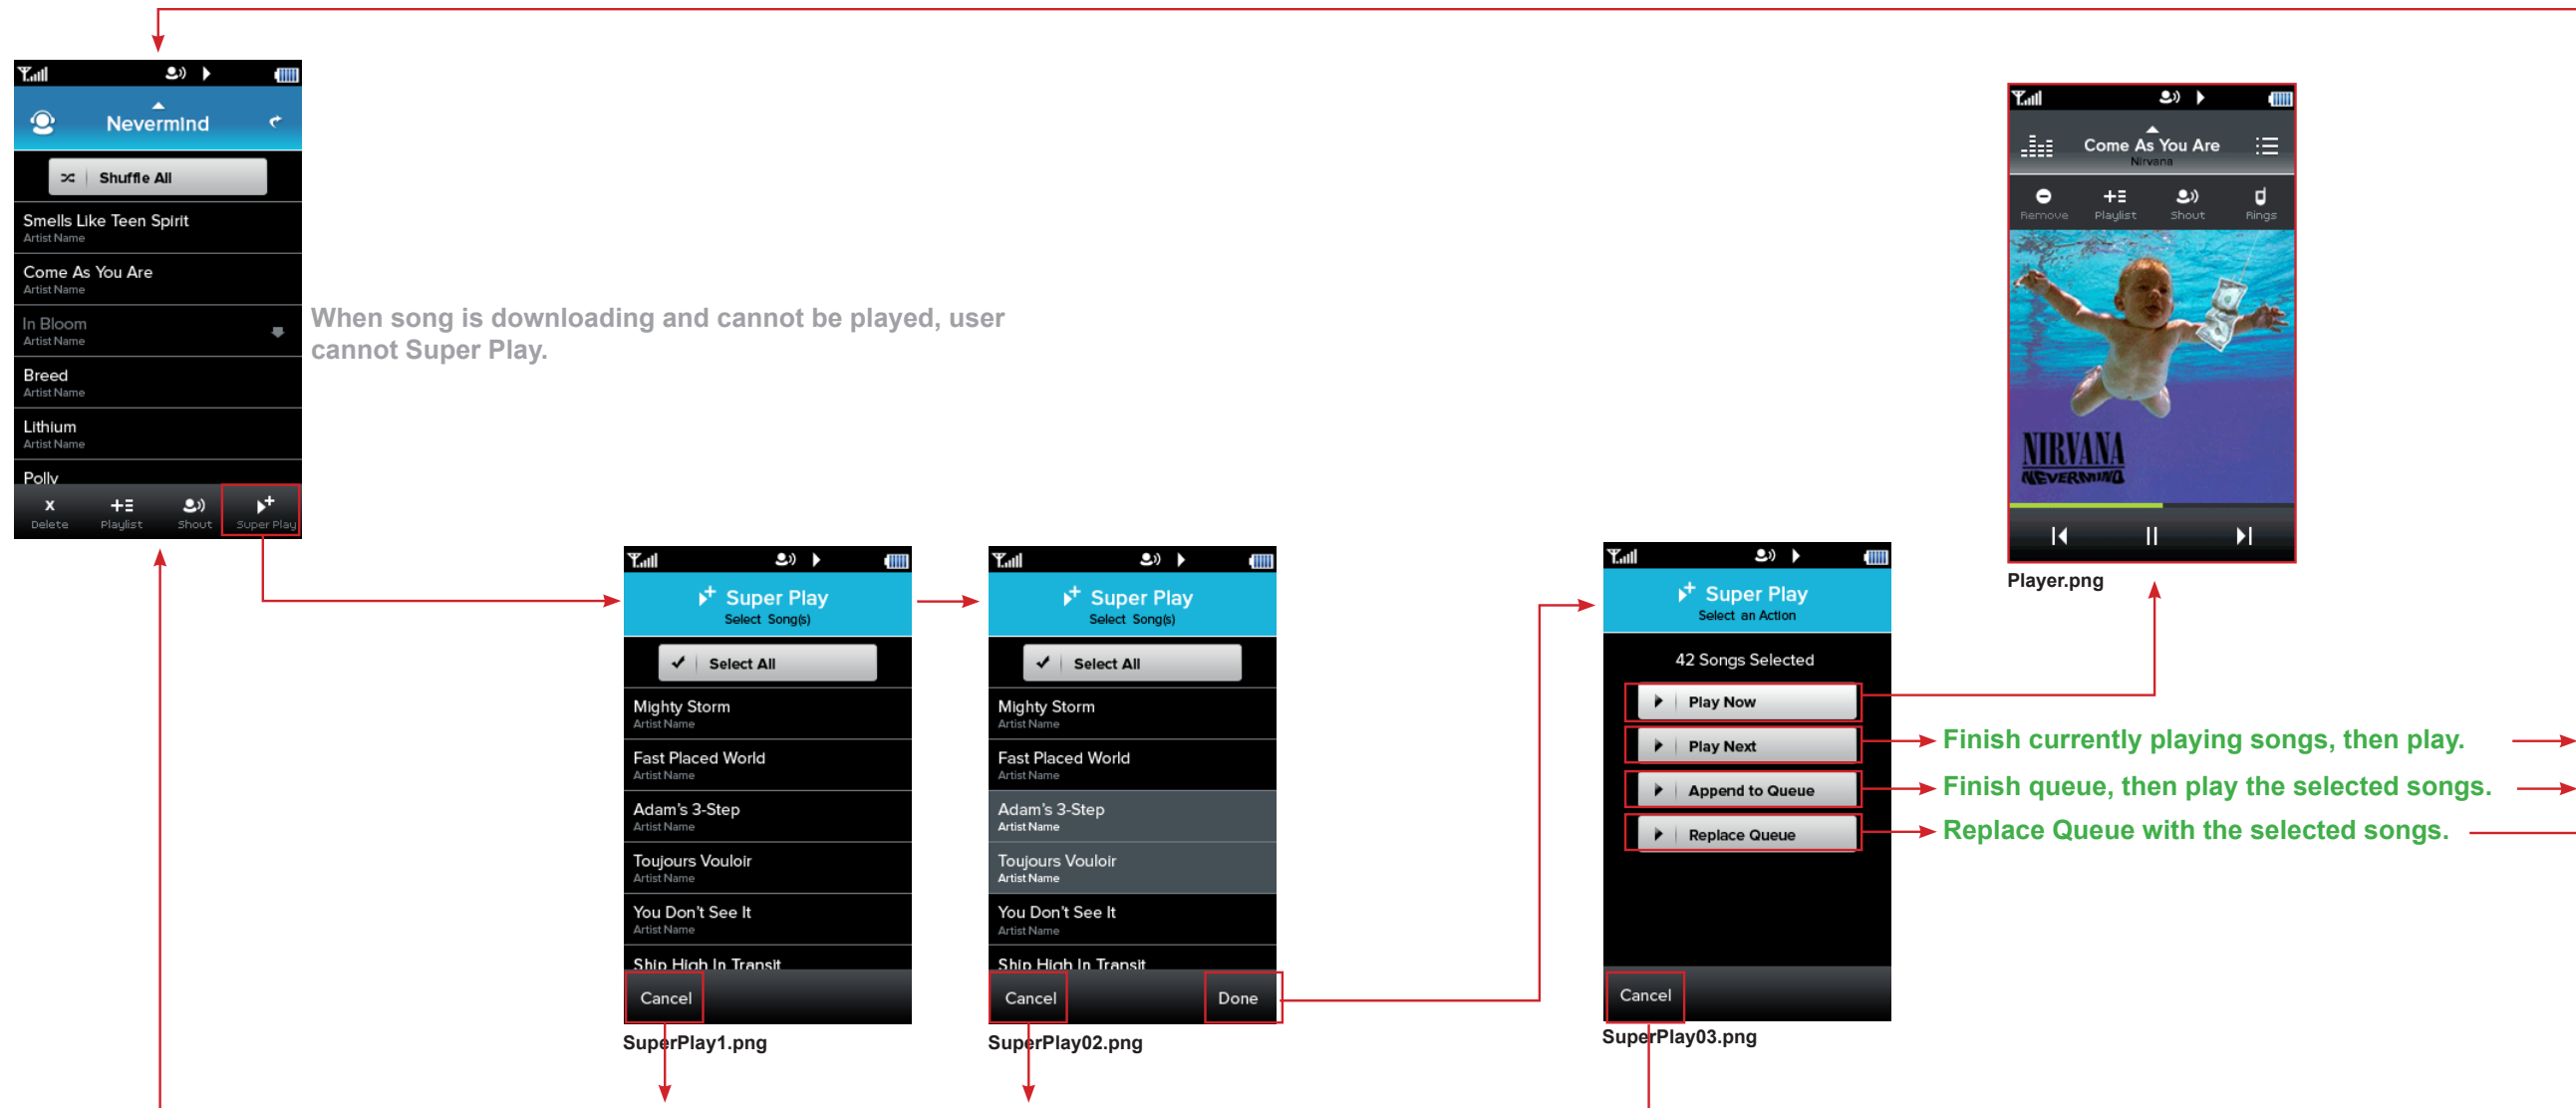 Nevermind
Shuffle All
Smells Like Teen Spirit
Artist Name
Come As You Are
Artist Name
In Bloom
Artist Name
Breed
Artist Name
Lithium
Artist Name
Polly
x
Delete
Playlist
Shout
Super Play
When song is downloading and cannot be played, user
cannot Super Play.
Super Play
Select Song(s)
Select All
Mighty Storm
Artist Name
Fast Placed World
Artist Name
Adam's 3-Step
Artist Name
Toujours Vouloir
Artist Name
You Don't See It
Artist Name
Ship High In Transit
Cancel
SuperPlay1.png
Super Play
Select Song(s)
Select All
Mighty Storm
Artist Name
Fast Placed World
Artist Name
Adam's 3-Step
Artist Name
Toujours Vouloir
Artist Name
You Don't See It
Artist Name
Ship High In Transit
Cancel Done
SuperPlay02.png
Super Play
Select an Action
42 Songs Selected
Play Now
Play Next
Append to Queue
Replace Queue
Cancel
SuperPlay03.png
Come As You Are
Nirvana
Remove
Playlist
Shout
Rings
NIRVANA
NEVERMIND
Player.png
Finish currently playing songs, then play.
Finish queue, then play the selected songs.
Replace Queue with the selected songs.